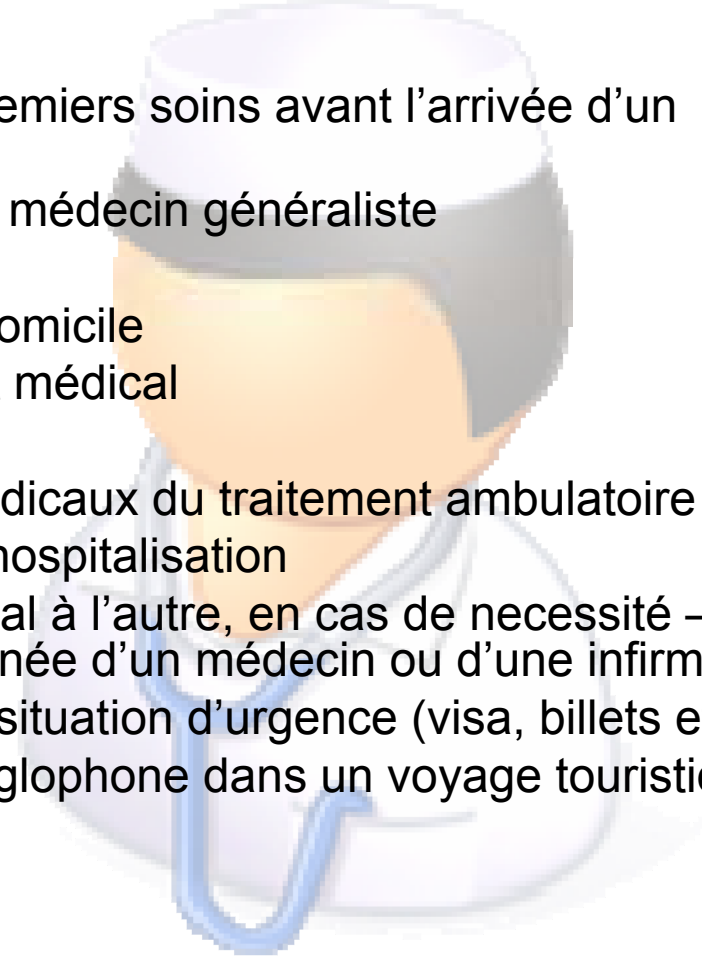 emiers soins avant l’arrivée d’un
médecin généraliste
omicile
médical
dicaux du traitement ambulatoire
hospitalisation
al à l’autre, en cas de necessité –
née d’un médecin ou d’une infirm
situation d’urgence (visa, billets e
glophone dans un voyage touristi